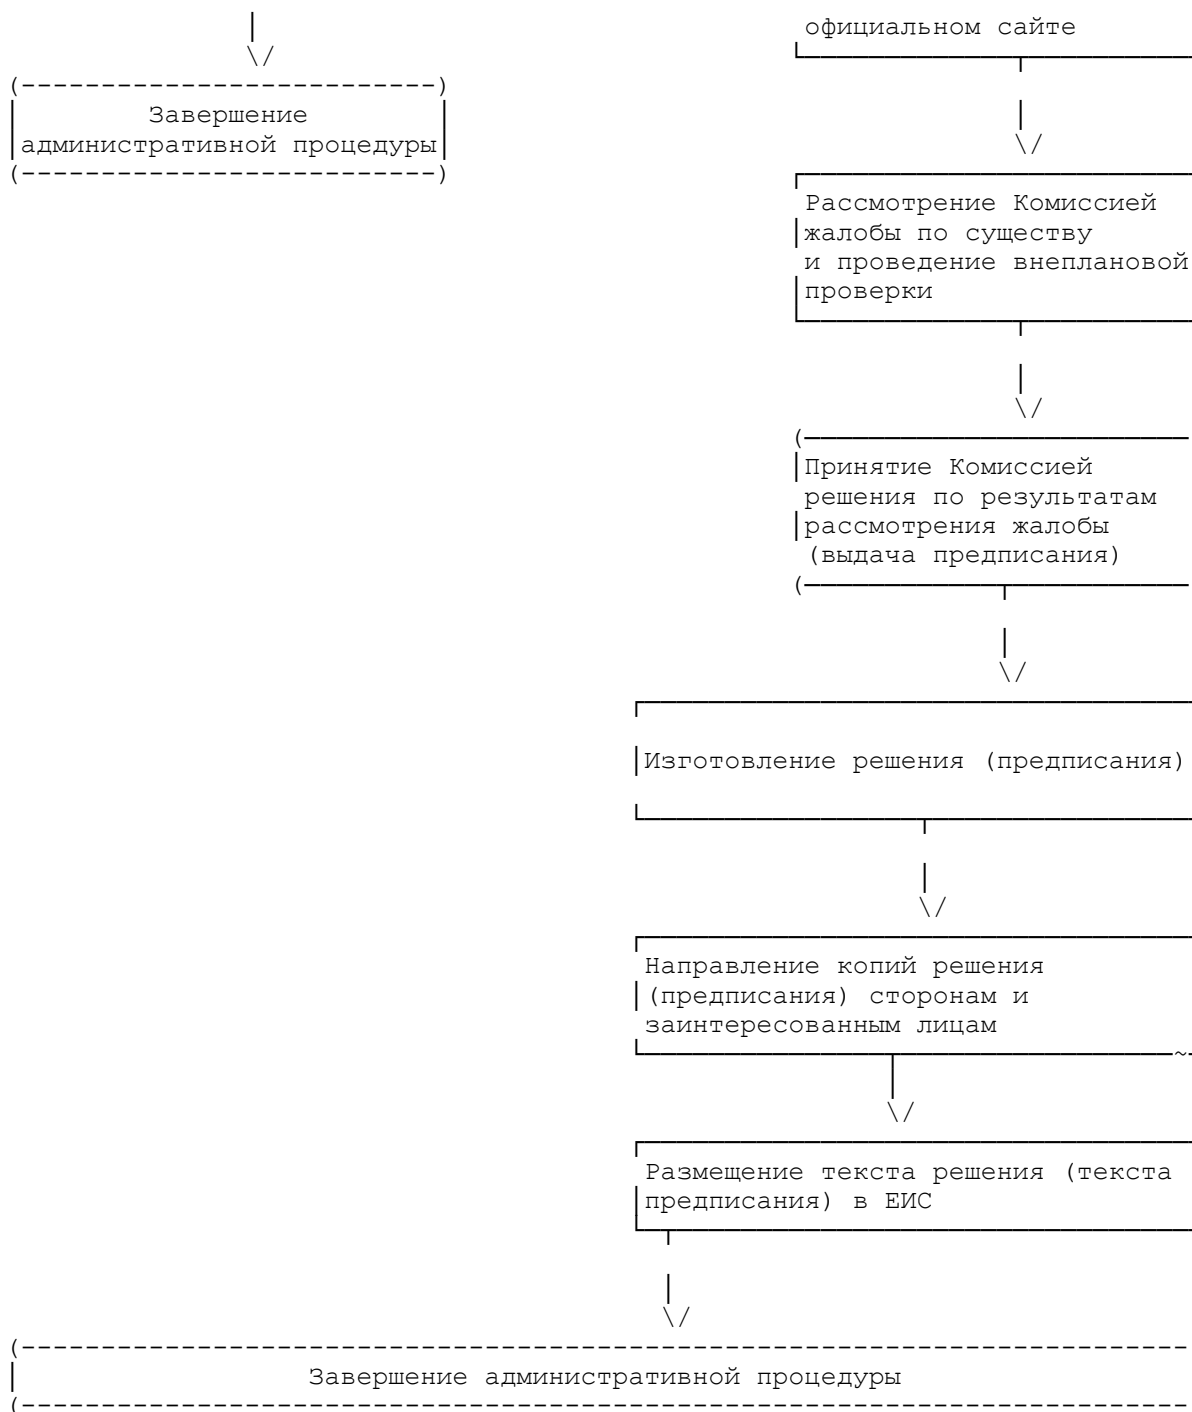 официальном сайте
Завершение
административной процедуры
Рассмотрение Комиссией
жалобы по существу
и проведение внеплановой
проверки
Принятие Комиссией
решения по результатам
рассмотрения жалобы
(выдача предписания)
Изготовление решения (предписания)
Направление копий решения
(предписания) сторонам и
заинтересованным лицам
Размещение текста решения (текста
предписания) в ЕИС
Завершение административной процедуры